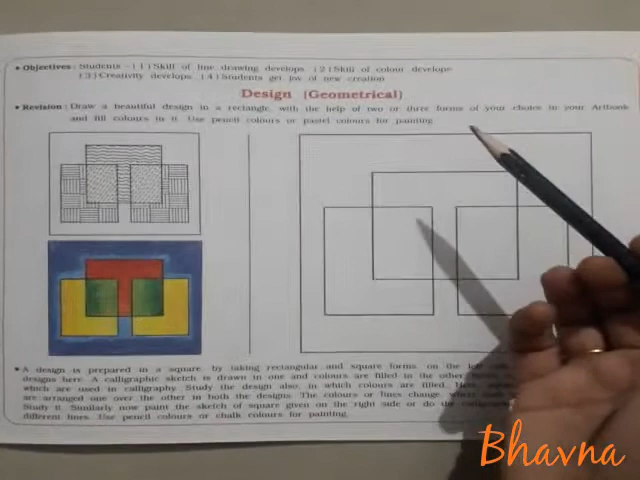 • Objectives : Students - (1) Skill of line drawing develops (2) Skill of colour develops
(3) Creativity develops (4) Students get joy of new creation
Design (Geometrical)
• Revision : Draw a beautiful design in a rectangle, with the help of two or three forms of your choice in your Artbook
and fill colours in it. Use pencil colours or pastel colours for painting.
• A design is prepared in a square, by taking rectangular and square forms, on the left
designs here. A calligraphic sketch is drawn in one and colours are filled in the other
which are used in calligraphy. Study the design also, in which colours are filled.
are arranged one over the other in both the designs. The colours or lines change
Study it. Similarly now paint the sketch of square given on the right side or do
different lines. Use pencil colours or chalk colours for painting.
Bhavna